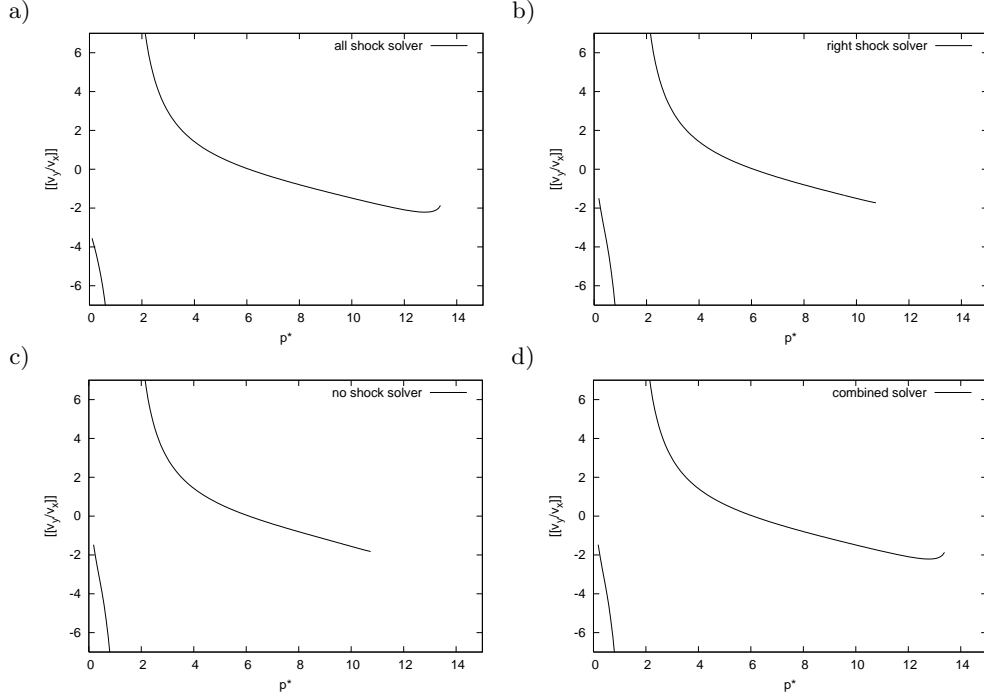 a)
all shock solver
6
4
2
0
-2
-4
-6
[[v_y/v_x]]
0 2 4 6 8 10 12 14
p*
b)
right shock solver
6
4
2
0
-2
-4
-6
[[v_y/v_x]]
0 2 4 6 8 10 12 14
p*
c)
no shock solver
6
4
2
0
-2
-4
-6
[[v_y/v_x]]
0 2 4 6 8 10 12 14
p*
d)
combined solver
6
4
2
0
-2
-4
-6
[[v_y/v_x]]
0 2 4 6 8 10 12 14
p*